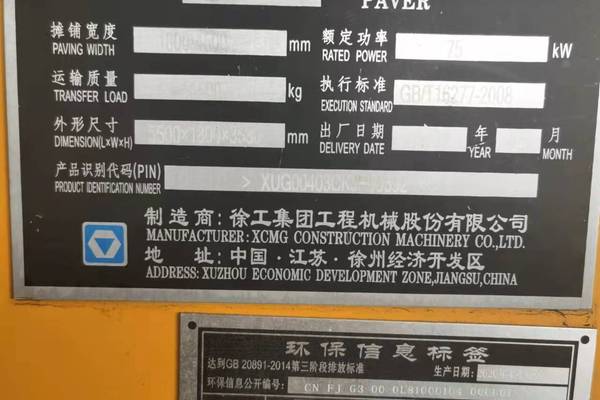 PAVER
摊铺宽度 mm 额定功率 75 kW
PAVING WIDTH RATED POWER
运输质量 kg 执行标准 GB/T16277-2008
TRANSFER LOAD EXECUTION STANDARD
外形尺寸 mm 出厂日期 年 月
DIMENSION(L×W×H) DELIVERY DATE YEAR MONTH
产品识别代码(PIN)
PRODUCT IDENTIFICATION NUMBER
制造商:徐工集团工程机械股份有限公司
MANUFACTURER: XCMG CONSTRUCTION MACHINERY CO.,LTD.
地 址:中国·江苏·徐州经济开发区
ADDRESS: XUZHOU ECONOMIC DEVELOPMENT ZONE,JIANGSU,CHINA
环保信息标签
达到GB 20891-2014第三阶段排放标准 生产日期
环保信息公开编号: